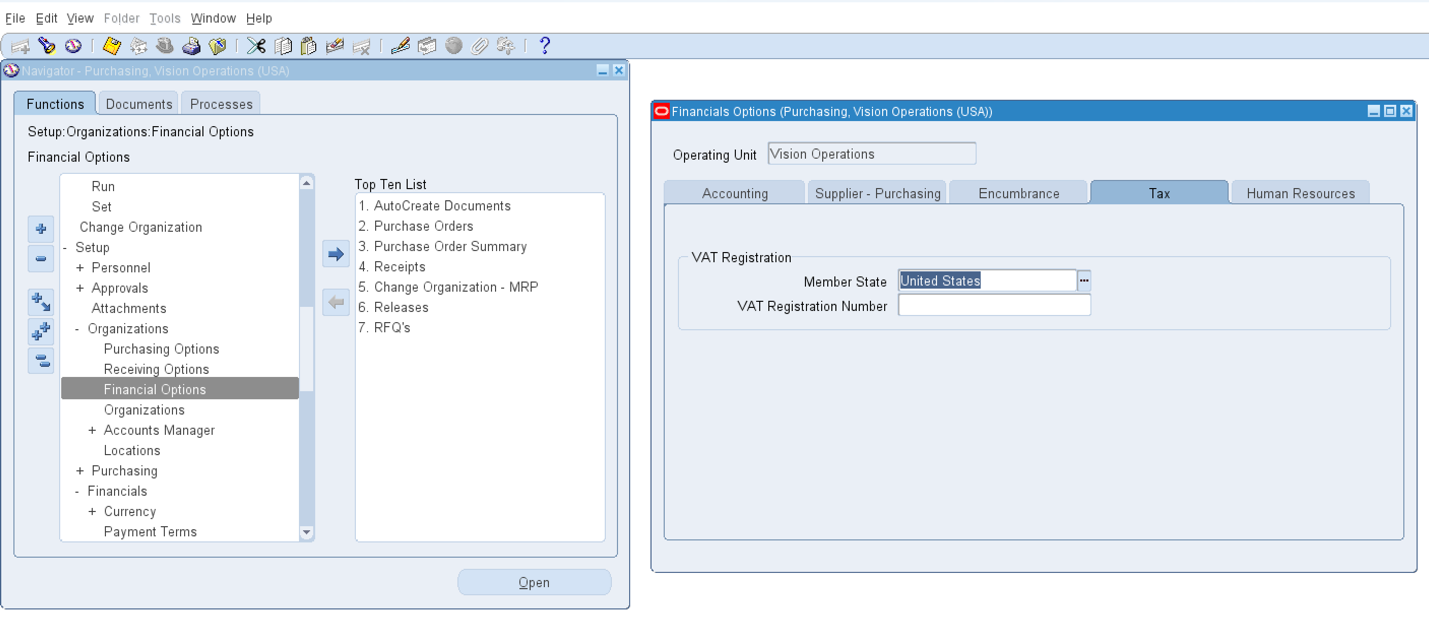 File Edit View Folder Tools Window Help
Navigator - Purchasing, Vision Operations (USA)
Functions Documents Processes
Setup:Organizations:Financial Options
Financial Options
Run
Set
Change Organization
- Setup
+ Personnel
+ Approvals
Attachments
- Organizations
Purchasing Options
Receiving Options
Financial Options
Organizations
+ Accounts Manager
Locations
+ Purchasing
- Financials
+ Currency
Payment Terms
Top Ten List
1. AutoCreate Documents
2. Purchase Orders
3. Purchase Order Summary
4. Receipts
5. Change Organization - MRP
6. Releases
7. RFQ's
Open
Financials Options (Purchasing, Vision Operations (USA))
Operating Unit Vision Operations
Accounting Supplier - Purchasing Encumbrance Tax Human Resources
VAT Registration
Member State United States
VAT Registration Number